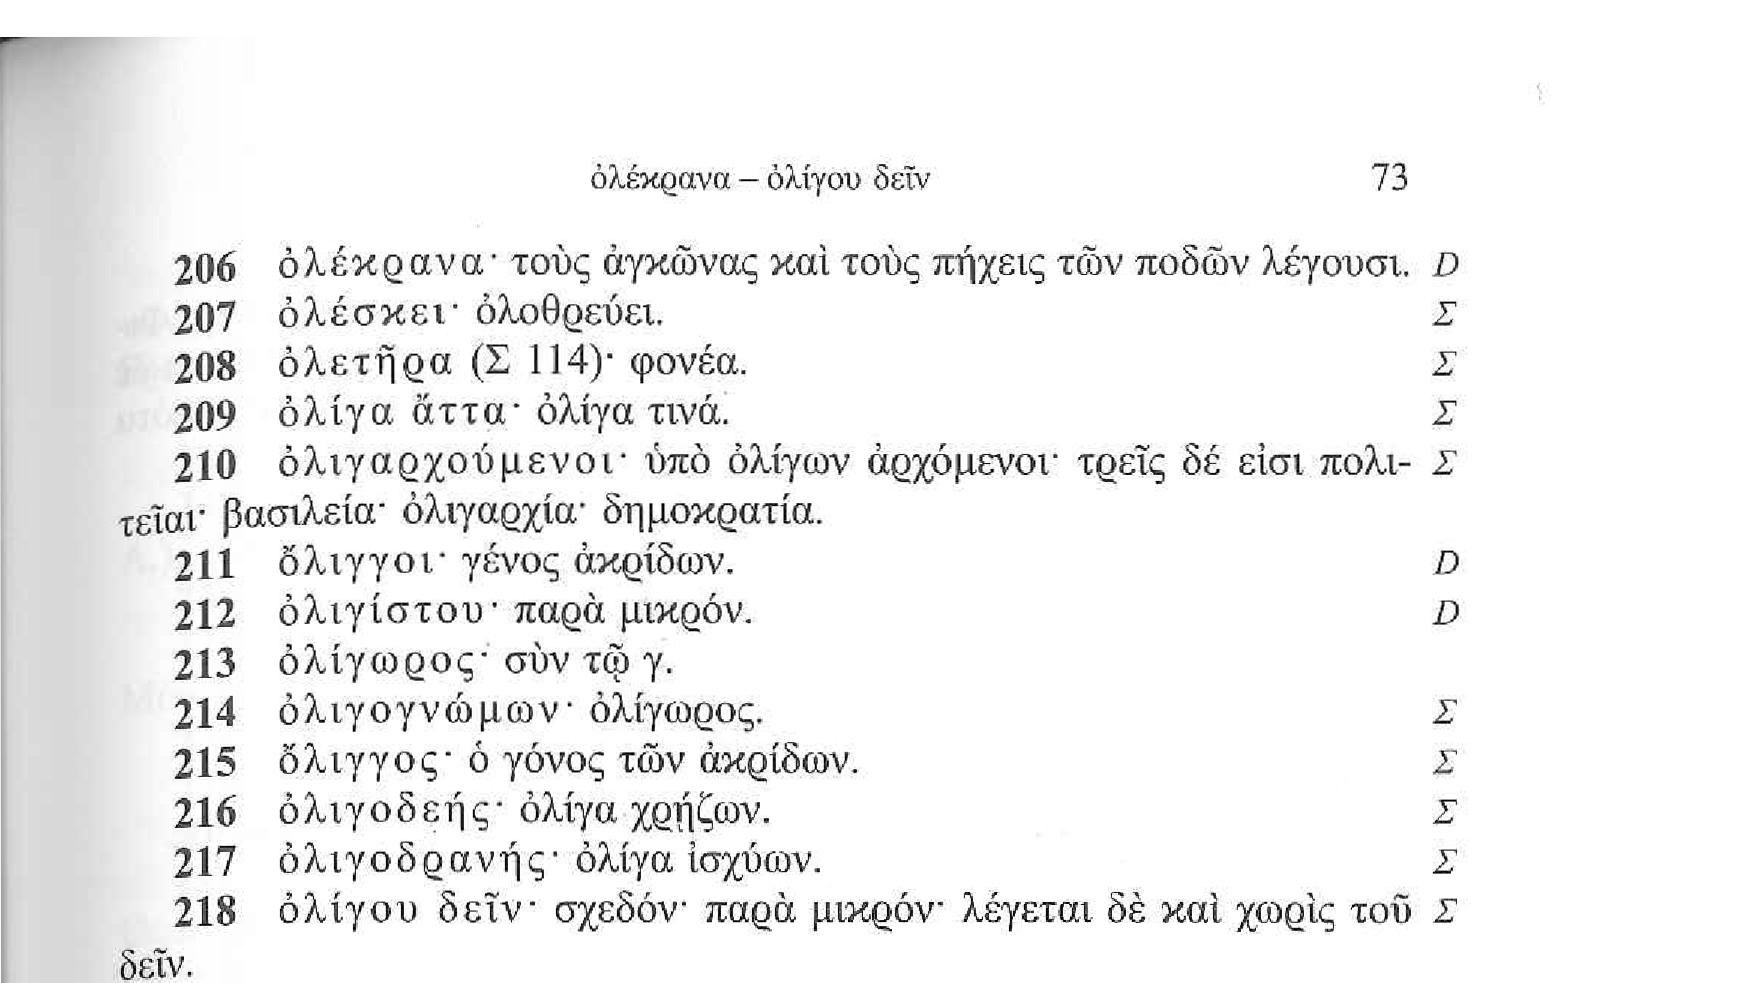 ὀλέκρανα – ὀλίγου δεῖν 73
206 ὀλέκρανα· τοὺς ἀγκῶνας καὶ τοὺς πήχεις τῶν ποδῶν λέγουσι. D
207 ὀλέσκει· ὀλοθρεύει. Σ
208 ὀλετῆρα (Σ 114)· φονέα. Σ
209 ὀλίγα ἄττα· ὀλίγα τινά. Σ
210 ὀλιγαρχούμενοι· ὑπὸ ὀλίγων ἀρχόμενοι· τρεῖς δέ εἰσι πολι- Σ
τεῖαι· βασιλεία· ὀλιγαρχία· δημοκρατία.
211 ὄλιγγοι· γένος ἀκρίδων. D
212 ὀλιγίστου· παρὰ μικρόν. D
213 ὀλίγωρος· σὺν τῷ γ.
214 ὀλιγογνώμων· ὀλίγωρος. Σ
215 ὄλιγγος· ὁ γόνος τῶν ἀκρίδων. Σ
216 ὀλιγοδεής· ὀλίγα χρῄζων. Σ
217 ὀλιγοδρανής· ὀλίγα ἰσχύων. Σ
218 ὀλίγου δεῖν· σχεδόν· παρὰ μικρόν· λέγεται δὲ καὶ χωρὶς τοῦ Σ
δεῖν.